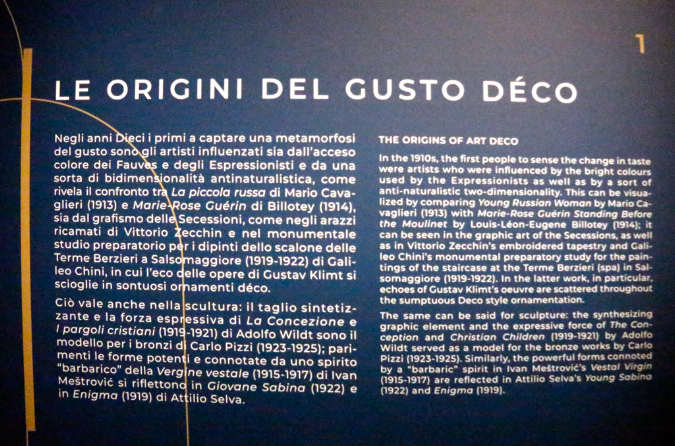 1
LE ORIGINI DEL GUSTO DÉCO
Negli anni Dieci i primi a captare una metamorfosi
del gusto sono gli artisti influenzati sia dall'acceso
colore dei Fauves e degli Espressionisti e da una
sorta di bidimensionalità antinaturalistica, come
rivela il confronto tra La piccola russa di Mario Cava-
glieri (1913) e Marie-Rose Guérin di Billotey (1914),
sia dal grafismo delle Secessioni, come negli arazzi
ricamati di Vittorio Zecchin e nel monumentale
studio preparatorio per i dipinti dello scalone delle
Terme Berzieri a Salsomaggiore (1919-1922) di Gali-
leo Chini, in cui l'eco delle opere di Gustav Klimt si
scioglie in sontuosi ornamenti déco.
Ciò vale anche nella scultura: il taglio sintetiz-
zante e la forza espressiva di La Concezione e
I pargoli cristiani (1919-1921) di Adolfo Wildt sono il
modello per i bronzi di Carlo Pizzi (1923-1925); pari-
menti le forme potenti e connotate da uno spirito
"barbarico" della Vergine vestale (1915-1917) di Ivan
Meštrović si riflettono in Giovane Sabina (1922) e
in Enigma (1919) di Attilio Selva.
THE ORIGINS OF ART DECO
In the 1910s, the first people to sense the change in taste
were artists who were influenced by the bright colours
used by the Expressionists as well as by a sort of
anti-naturalistic two-dimensionality. This can be visua-
lized by comparing Young Russian Woman by Mario Ca-
vaglieri (1913) with Marie-Rose Guérin Standing Before
the Moulinet by Louis-Léon-Eugene Billotey (1914); it
can be seen in the graphic art of the Secessions, as well
as in Vittorio Zecchin's embroidered tapestry and Gali-
leo Chini's monumental preparatory study for the pain-
tings of the staircase at the Terme Berzieri (spa) in Sal-
somaggiore (1919-1922). In the latter work, in particular,
echoes of Gustav Klimt's oeuvre are scattered throughout
the sumptuous Deco style ornamentation.
The same can be said for sculpture: the synthesizing
graphic element and the expressive force of The Con-
ception and Christian Children (1919-1921) by Adolfo
Wildt served as a model for the bronze works by Carlo
Pizzi (1923-1925). Similarly, the powerful forms connoted
by a "barbaric" spirit in Ivan Meštrović's Vestal Virgin
(1915-1917) are reflected in Attilio Selva's Young Sabina
(1922) and Enigma (1919).